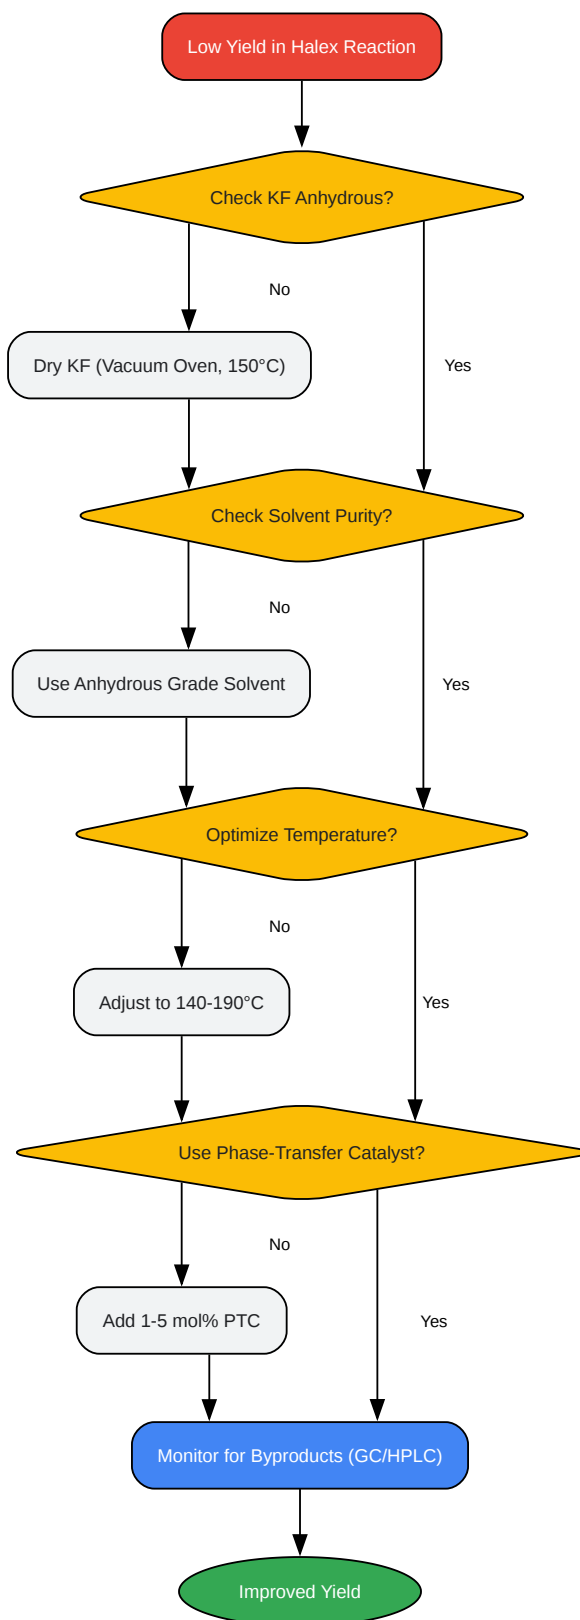 Low Yield in Halex Reaction
Check KF Anhydrous?
No
Dry KF (Vacuum Oven, 150°C)
Yes
Check Solvent Purity?
No
Use Anhydrous Grade Solvent
Yes
Optimize Temperature?
No
Adjust to 140-190°C
Yes
Use Phase-Transfer Catalyst?
No
Add 1-5 mol% PTC
Yes
Monitor for Byproducts (GC/HPLC)
Improved Yield